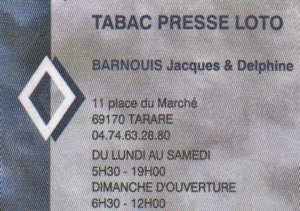 TABAC PRESSE LOTO
BARNOUIS Jacques & Delphine
11 place du Marché
69170 TARARE
04.74.63.28.80
DU LUNDI AU SAMEDI
5H30 - 19H00
DIMANCHE D'OUVERTURE
6H30 - 12H00